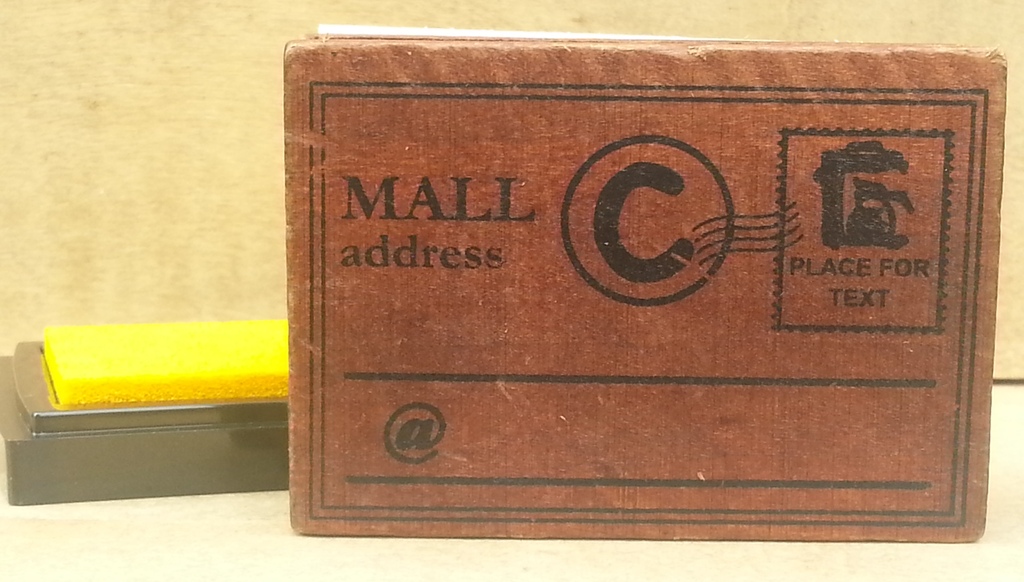 MALL
address
C
PLACE FOR
TEXT
@